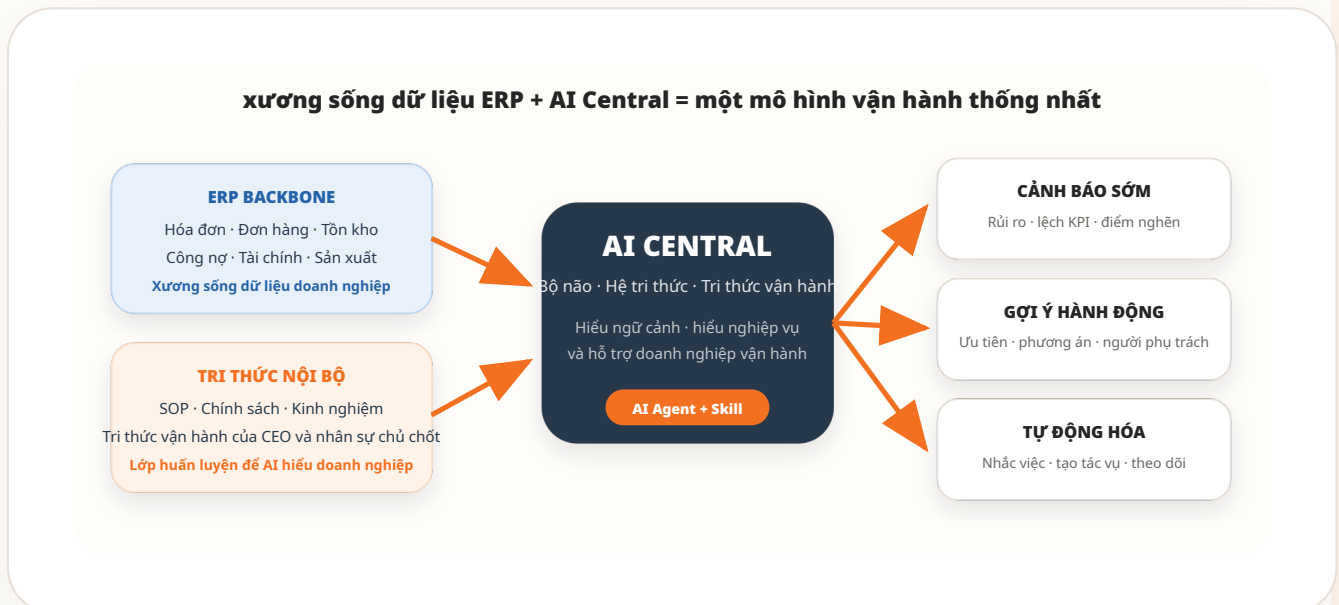 xương sống dữ liệu ERP + AI Central = một mô hình vận hành thống nhất
ERP BACKBONE
Hóa đơn · Đơn hàng · Tồn kho
Công nợ · Tài chính · Sản xuất
Xương sống dữ liệu doanh nghiệp
TRI THỨC NỘI BỘ
SOP · Chính sách · Kinh nghiệm
Tri thức vận hành của CEO và nhân sự chủ chốt
Lớp huấn luyện để AI hiểu doanh nghiệp
AI CENTRAL
Bộ não · Hệ tri thức · Tri thức vận hành
Hiểu ngữ cảnh · hiểu nghiệp vụ
và hỗ trợ doanh nghiệp vận hành
AI Agent + Skill
CẢNH BÁO SỚM
Rủi ro · lệch KPI · điểm nghẽn
GỢI Ý HÀNH ĐỘNG
Ưu tiên · phương án · người phụ trách
TỰ ĐỘNG HÓA
Nhắc việc · tạo tác vụ · theo dõi